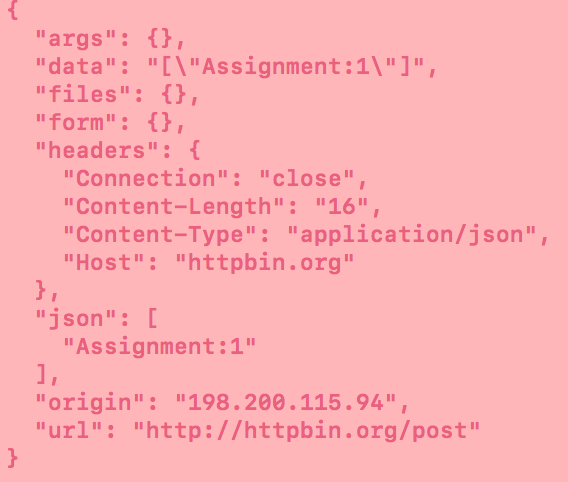 {
  "args": {},
  "data": "[\"Assignment:1\"]",
  "files": {},
  "form": {},
  "headers": {
    "Connection": "close",
    "Content-Length": "16",
    "Content-Type": "application/json",
    "Host": "httpbin.org"
  },
  "json": [
    "Assignment:1"
  ],
  "origin": "198.200.115.94",
  "url": "http://httpbin.org/post"
}